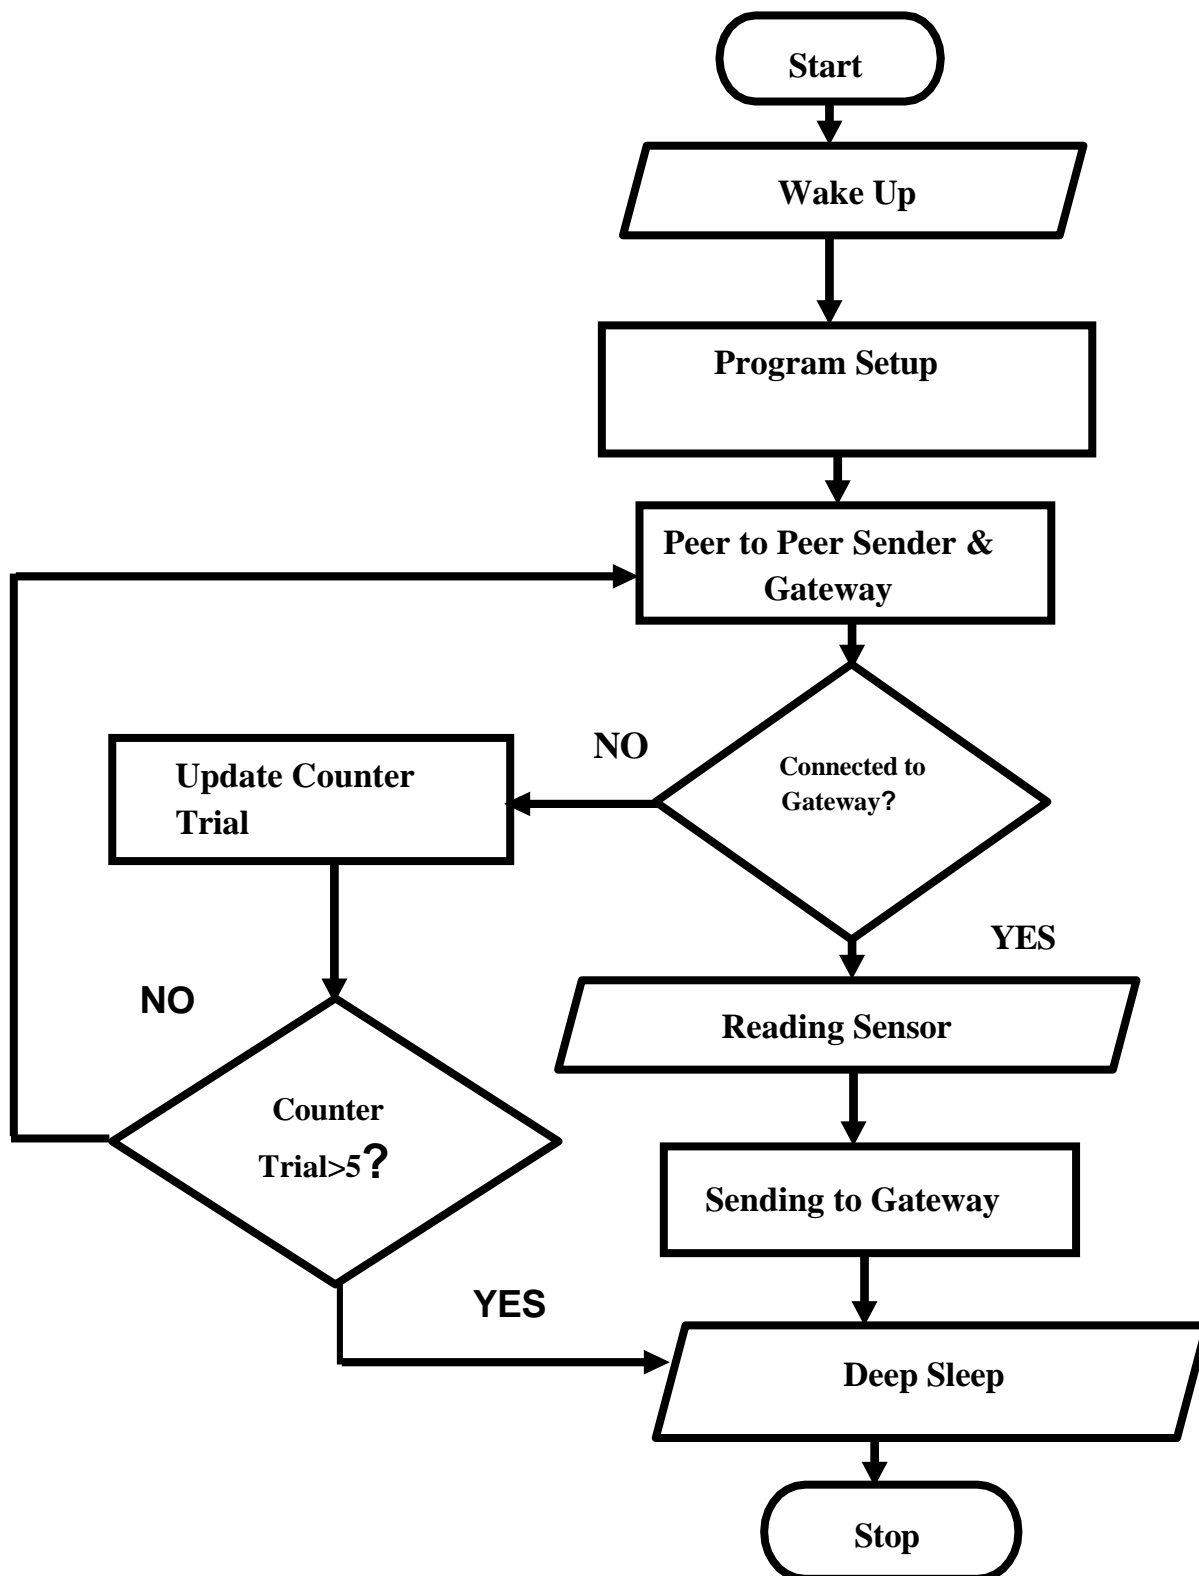 Start
Wake Up
Program Setup
Peer to Peer Sender &
Gateway
NO
Connected to
Gateway?
Update Counter
Trial
YES
NO
Reading Sensor
Counter
Trial>5?
Sending to Gateway
YES
Deep Sleep
Stop